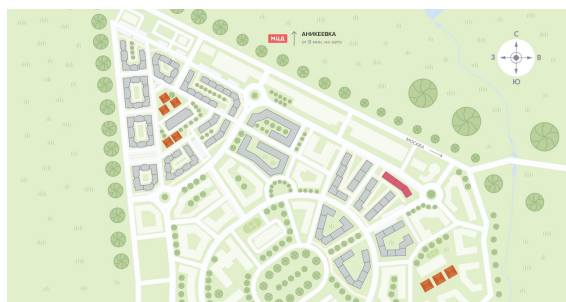 МЦД
АНИКЕЕВКА
от 8 мин. на авто
С
З В
Ю
МОСКВА